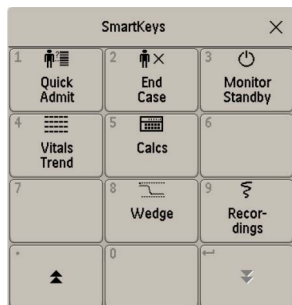 SmartKeys
1
2
3
Quick
Admit
End
Case
Monitor
Standby
4
5
6
Vitals
Trend
Calcs
7
8
9
Wedge
Recor-
dings
.
0